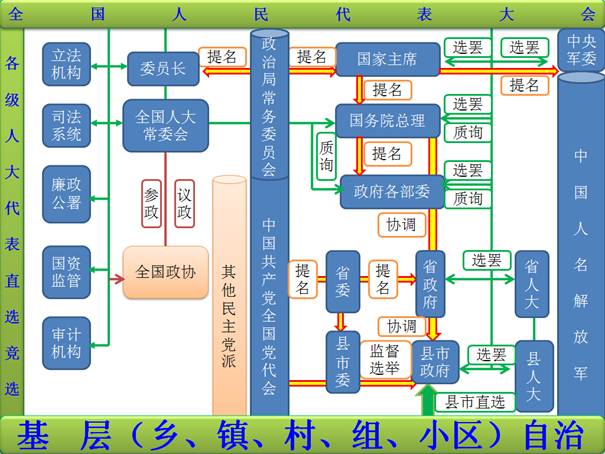 全国人民代表大会
各级人大代表直选竞选
立法机构
司法系统
廉政公署
国资监管
审计机构
委员长
全国人大常委会
参政
议政
全国政协
其他民主党派
提名
政治局常务委员会
中国共产党全国党代会
提名
国家主席
选罢
选罢
中央军委
提名
提名
选罢
国务院总理
质询
质询
提名
选罢
政府各部委
质询
协调
提名
省委
提名
省政府
选罢
省人大
协调
县市委
监督选举
县市政府
选罢
县人大
县市直选
中国人名解放军
基 层（乡、镇、村、组、小区）自治